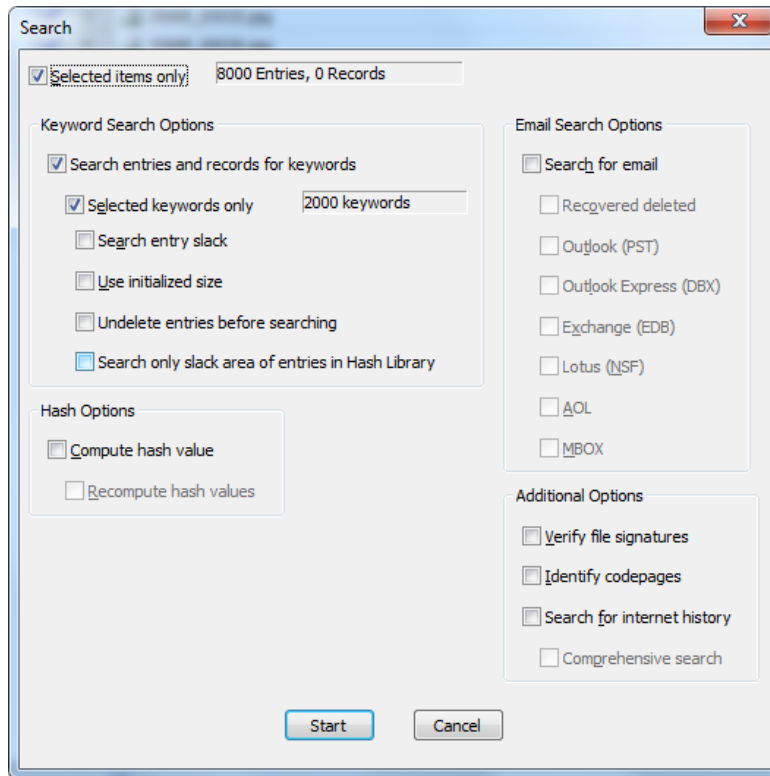 Search
Selected items only 8000 Entries, 0 Records
Keyword Search Options
Search entries and records for keywords
Selected keywords only 2000 keywords
Search entry slack
Use initialized size
Undelete entries before searching
Search only slack area of entries in Hash Library
Hash Options
Compute hash value
Recompute hash values
Email Search Options
Search for email
Recovered deleted
Outlook (PST)
Outlook Express (DBX)
Exchange (EDB)
Lotus (NSF)
AOL
MBOX
Additional Options
Verify file signatures
Identify codepages
Search for internet history
Comprehensive search
Start Cancel